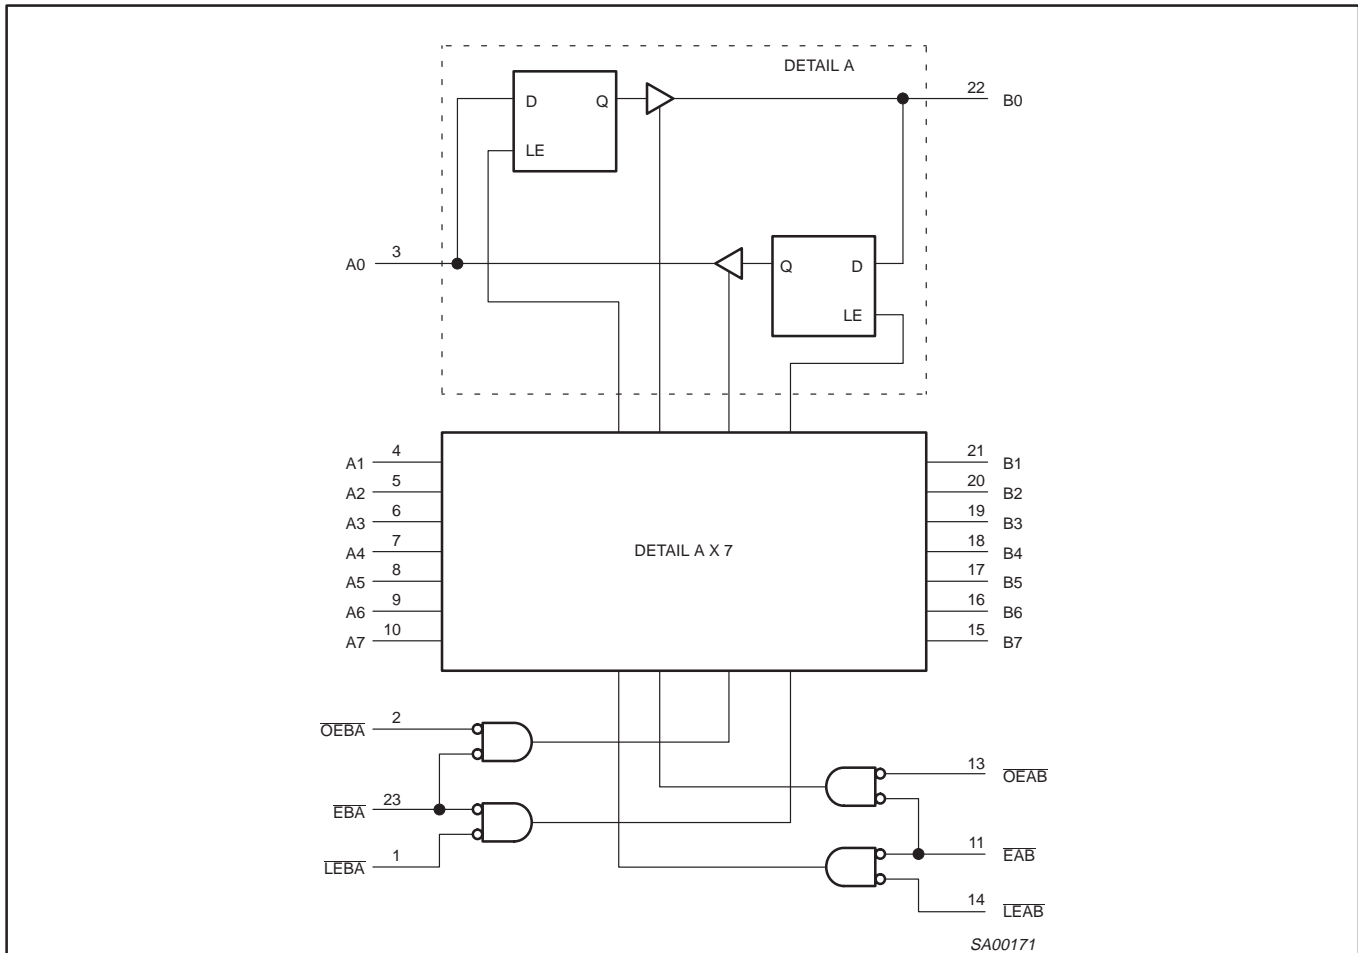 DETAIL A
D Q
LE
22 B0
A0 3
Q D
LE
A1 4
21 B1
A2 5
20 B2
A3 6
19 B3
A4 7
DETAIL A X 7
18 B4
A5 8
17 B5
A6 9
16 B6
A7 10
15 B7
OEBA 2
13 OEAB
EBA 23
11 EAB
LEBA 1
14 LEAB
SA00171